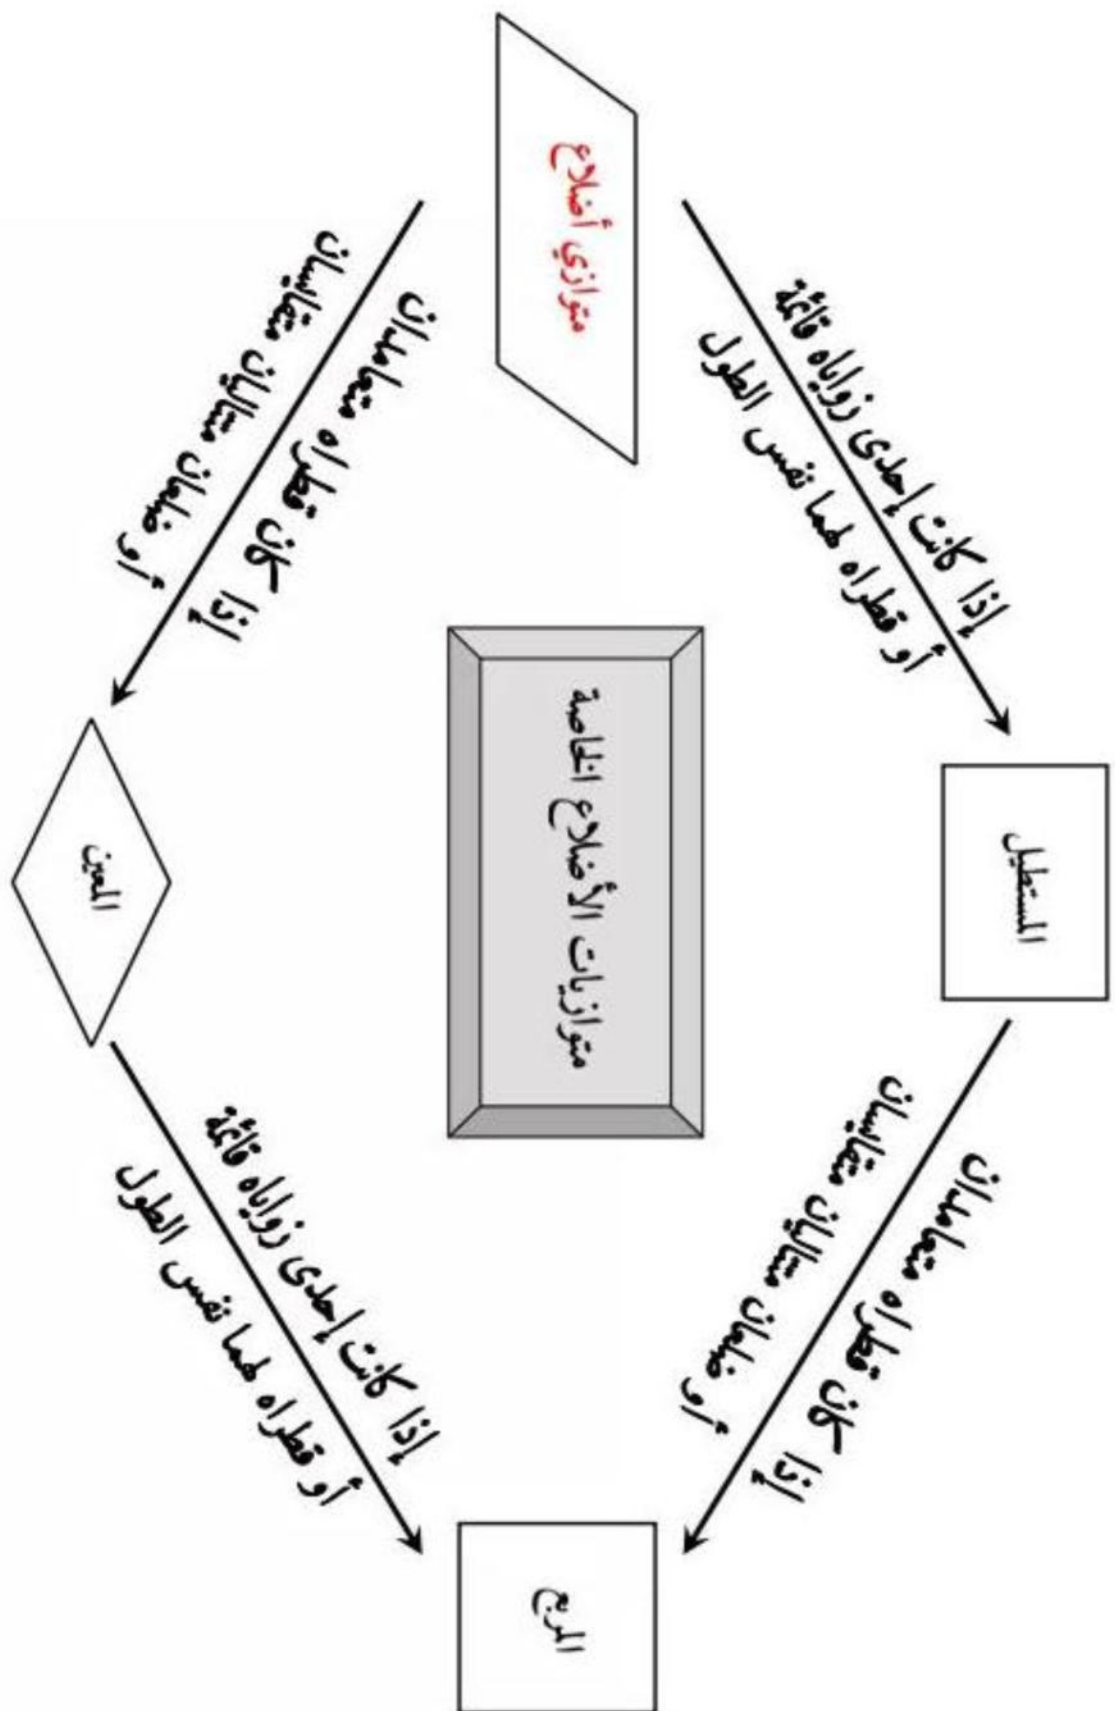 متوازي أضلاع
إذا كانت إحدى زواياه قائمة
أو قطراه لهما نفس الطول
إذا كان قطراه متعامدان
أو ضلعان متتاليان متقايسان
المستطيل
متوازيات الأضلاع الخاصة
المعين
إذا كان قطراه متعامدان
أو ضلعان متتاليان متقايسان
إذا كانت إحدى زواياه قائمة
أو قطراه لهما نفس الطول
المربع